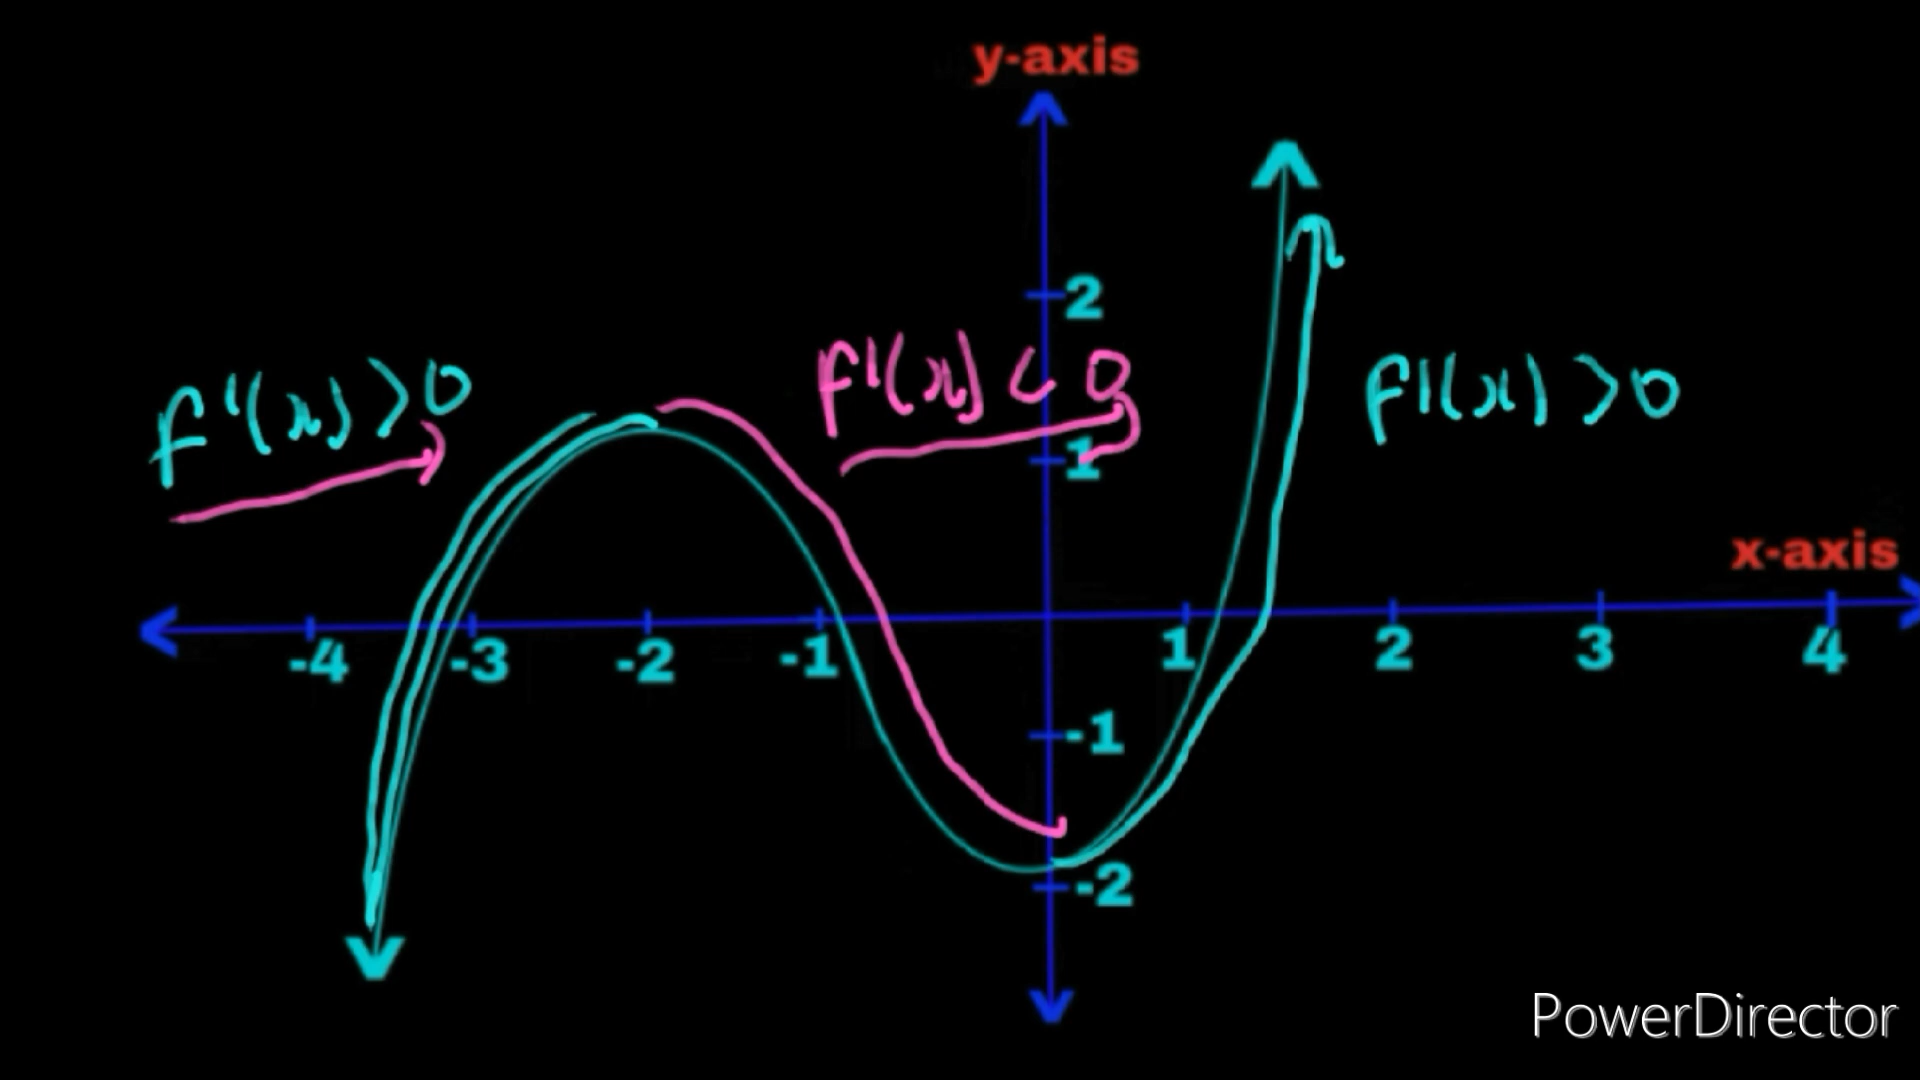 y-axis
2
f'(x) > 0
f'(x) < 0
f'(x) > 0
1
x-axis
-4 -3 -2 -1 1 2 3 4
-1
-2
PowerDirector